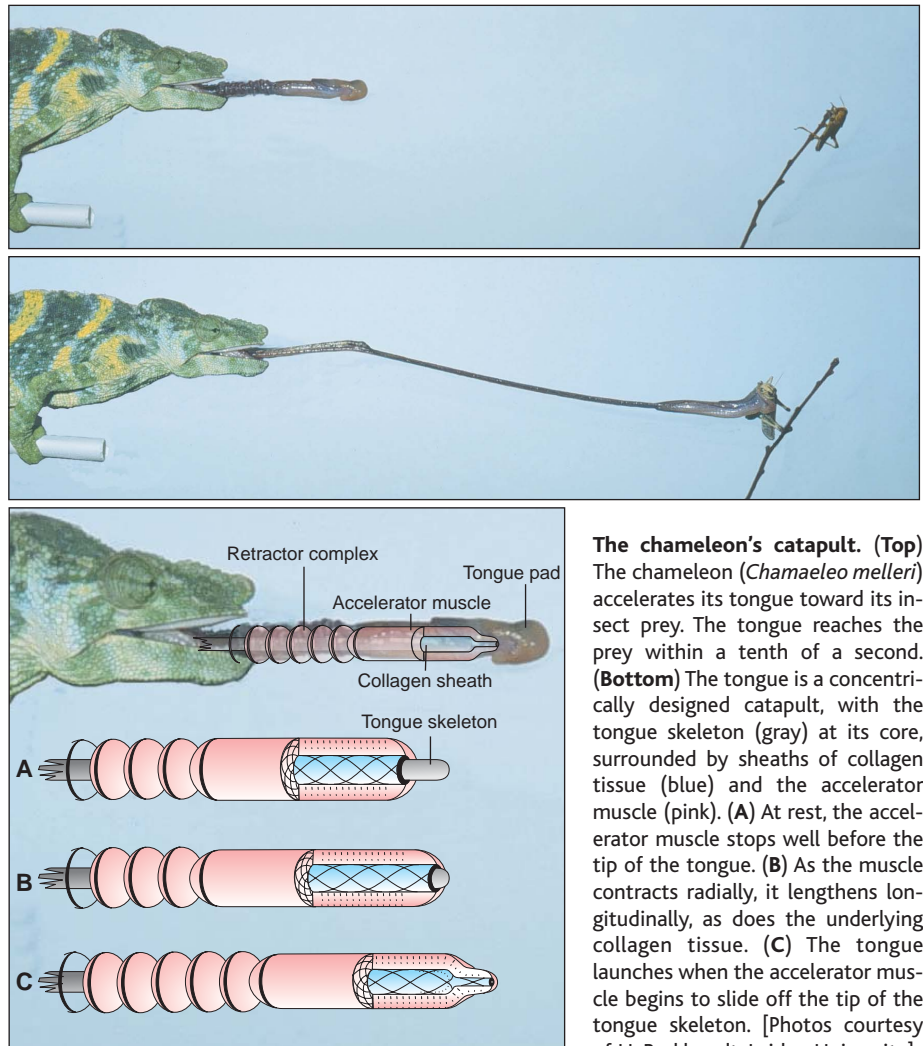 Retractor complex
Tongue pad
Accelerator muscle
Collagen sheath
Tongue skeleton
A
B
C
The chameleon's catapult. (Top)
The chameleon (Chamaeleo melleri)
accelerates its tongue toward its in-
sect prey. The tongue reaches the
prey within a tenth of a second.
(Bottom) The tongue is a concentri-
cally designed catapult, with the
tongue skeleton (gray) at its core,
surrounded by sheaths of collagen
tissue (blue) and the accelerator
muscle (pink). (A) At rest, the accel-
erator muscle stops well before the
tip of the tongue. (B) As the muscle
contracts radially, it lengthens lon-
gitudinally, as does the underlying
collagen tissue. (C) The tongue
launches when the accelerator mus-
cle begins to slide off the tip of the
tongue skeleton. [Photos courtesy